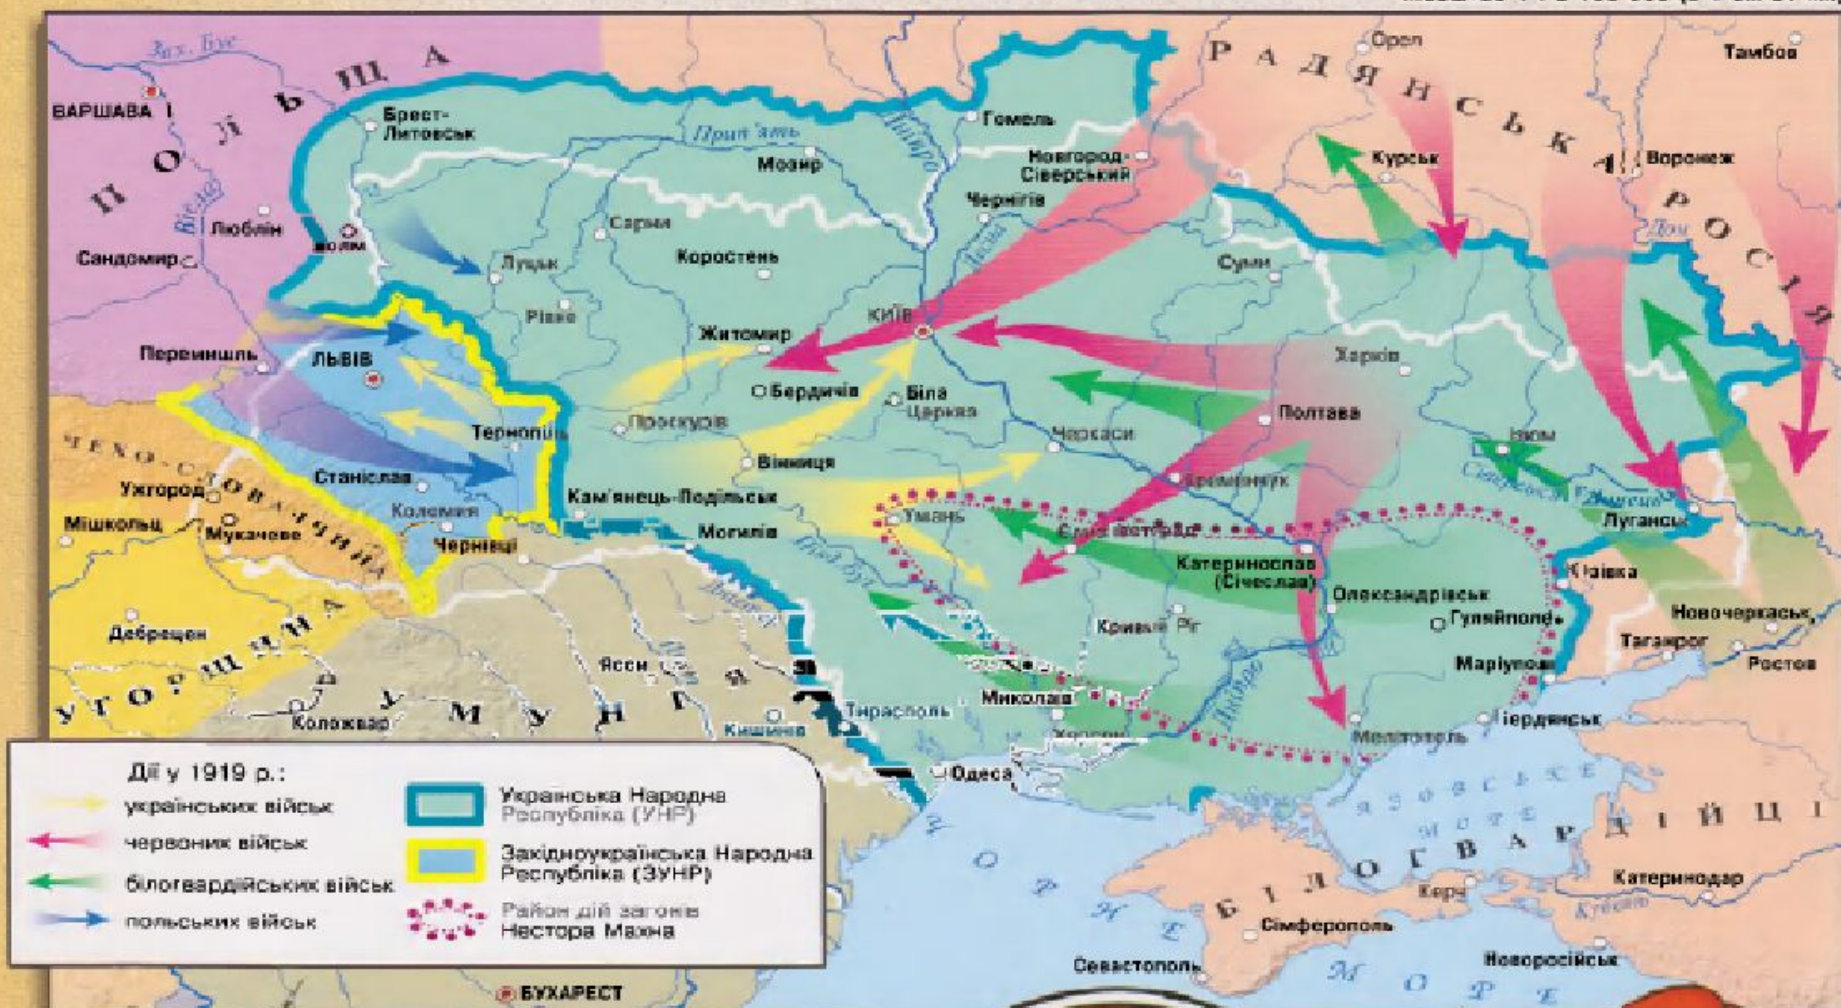 ПОЛЬЩА
РАДЯНСЬКА РОСІЯ
Зах. Буг
ВАРШАВА
Брест-
Литовськ
Прип'ять
Мозир
Дніпро
Гомель
Новгород-
Сіверський
Чернігів
Десна
Орел
Тамбов
Курськ
Воронеж
Дон
Вісла
Люблін
Сандомир
Сарни
Коростень
Луцьк
Рівне
Житомир
КИЇВ
Суми
Харків
Перемишль
ЛЬВІВ
Бердичів
Біла
Церква
Полтава
Проскурів
Тернопіль
Черкаси
Вінниця
Ізюм
ЧЕХО-СЛОВАЧЧИНА
Ужгород
Мукачеве
Станіслав
Коломия
Чернівці
Кам'янець-Подільськ
Могилів
Умань
Кременчук
Луганськ
Мішкольц
Дебрецен
УГОРЩИНА
Катеринослав
(Січеслав)
Олександрівськ
Гуляйполе
Кривий Ріг
Новочеркаськ
Таганрог
Ростов
Маріуполь
Ясси
РУМУНІЯ
Коложвар
Кишинів
Тирасполь
Миколаїв
Херсон
Мелітополь
Одеса
АЗОВСЬКЕ
МОРЕ
БІЛОГВАРДІЙЦІ
Керч
Катеринодар
Кубань
Сімферополь
Севастополь
Новоросійськ
ЧОРНЕ
МОРЕ
БУХАРЕСТ
Дії у 1919 р.:
українських військ
червоних військ
білогвардійських військ
польських військ
Українська Народна
Республіка (УНР)
Західноукраїнська Народна
Республіка (ЗУНР)
Район дій загонів
Нестора Махна